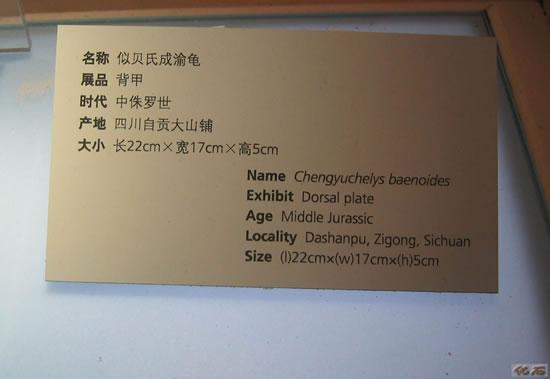 名称 似贝氏成渝龟
展品 背甲
时代 中侏罗世
产地 四川自贡大山铺
大小 长22cm×宽17cm×高5cm
Name Chengyuchelys baenoides
Exhibit Dorsal plate
Age Middle Jurassic
Locality Dashanpu, Zigong, Sichuan
Size (l)22cm×(w)17cm×(h)5cm
化石